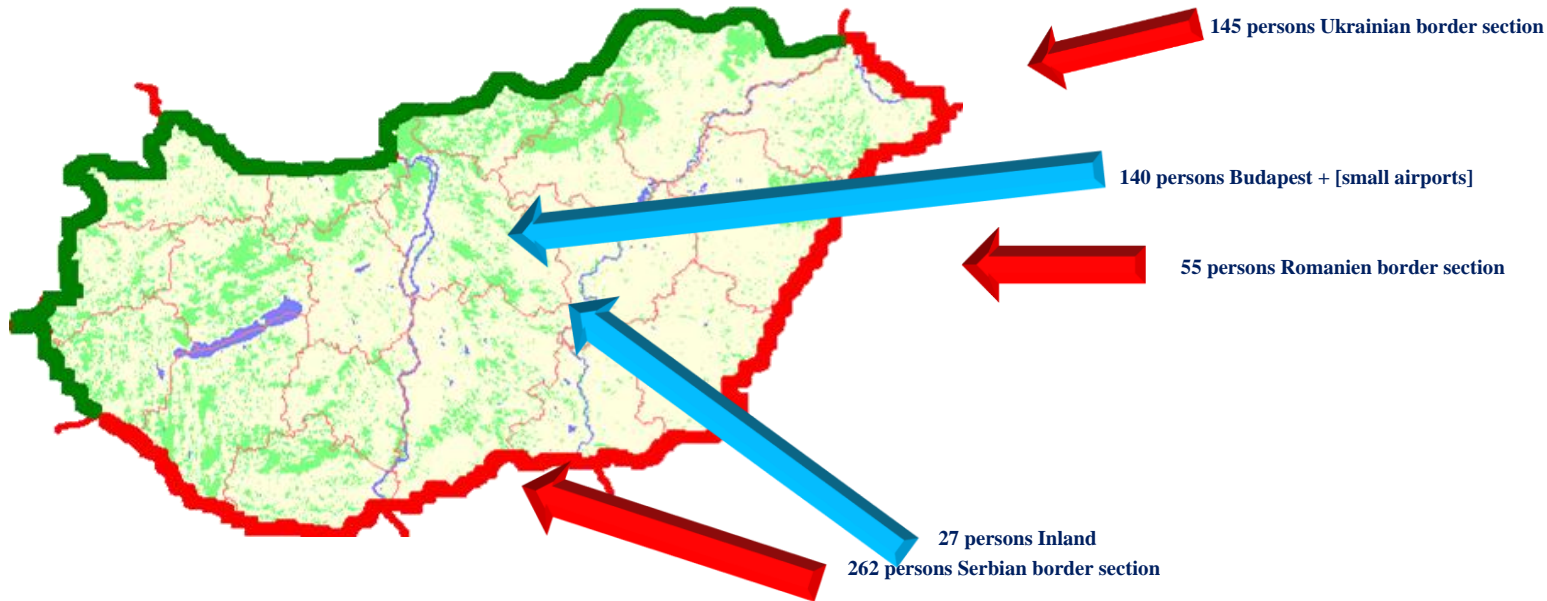 145 persons Ukrainian border section
140 persons Budapest + [small airports]
55 persons Romanien border section
27 persons Inland
262 persons Serbian border section